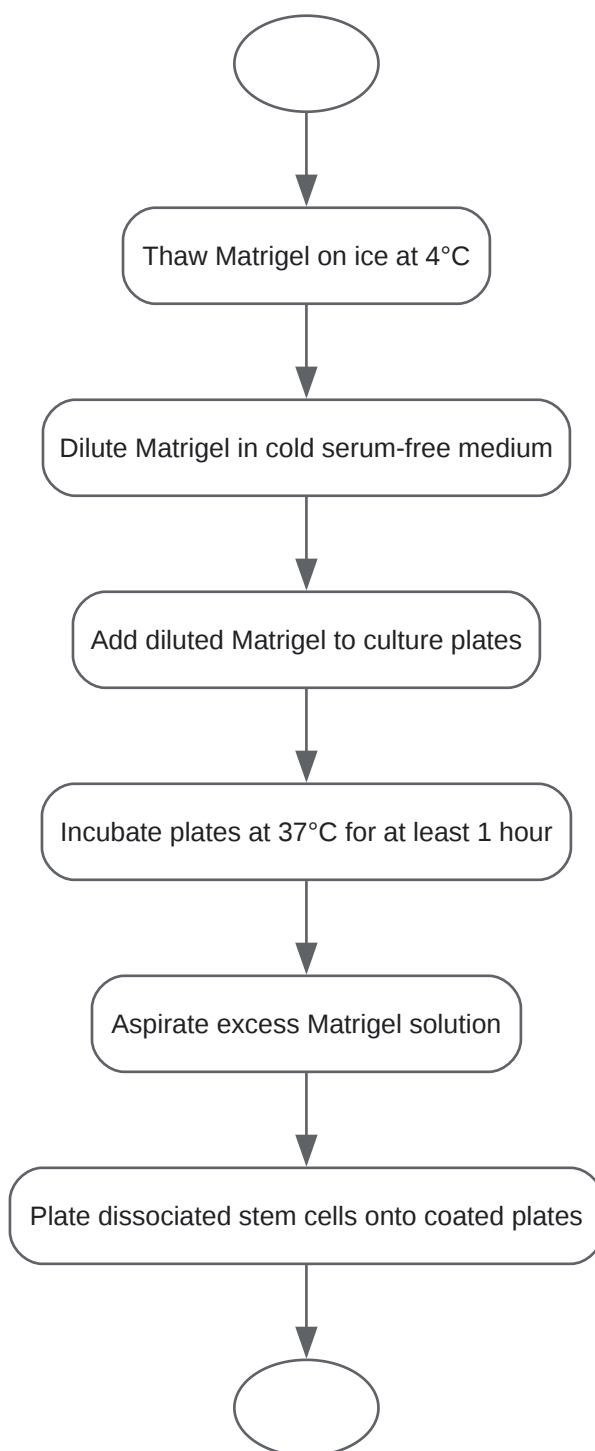 Thaw Matrigel on ice at 4°C
Dilute Matrigel in cold serum-free medium
Add diluted Matrigel to culture plates
Incubate plates at 37°C for at least 1 hour
Aspirate excess Matrigel solution
Plate dissociated stem cells onto coated plates